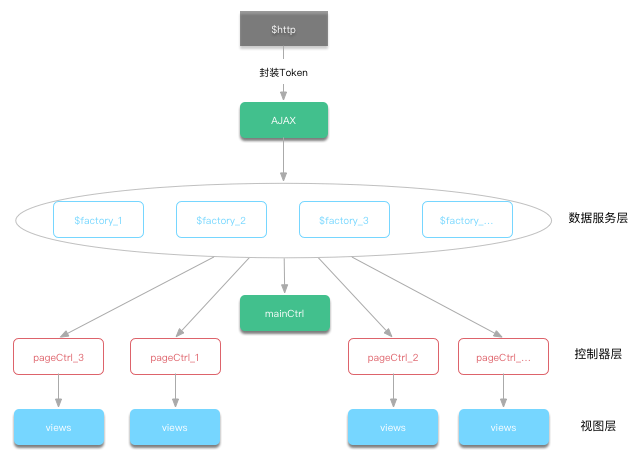 $http
封装Token
AJAX
$factory_1
$factory_2
$factory_3
$factory_...
数据服务层
mainCtrl
pageCtrl_3
pageCtrl_1
pageCtrl_2
pageCtrl_...
控制器层
views
views
views
views
视图层